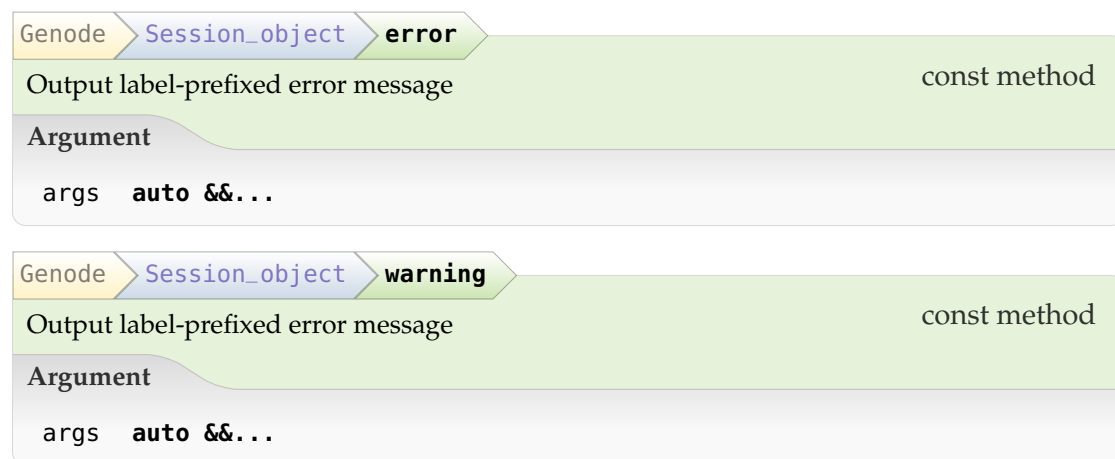 Genode Session_object error
Output label-prefixed error message const method
Argument
args auto &&...
Genode Session_object warning
Output label-prefixed error message const method
Argument
args auto &&...